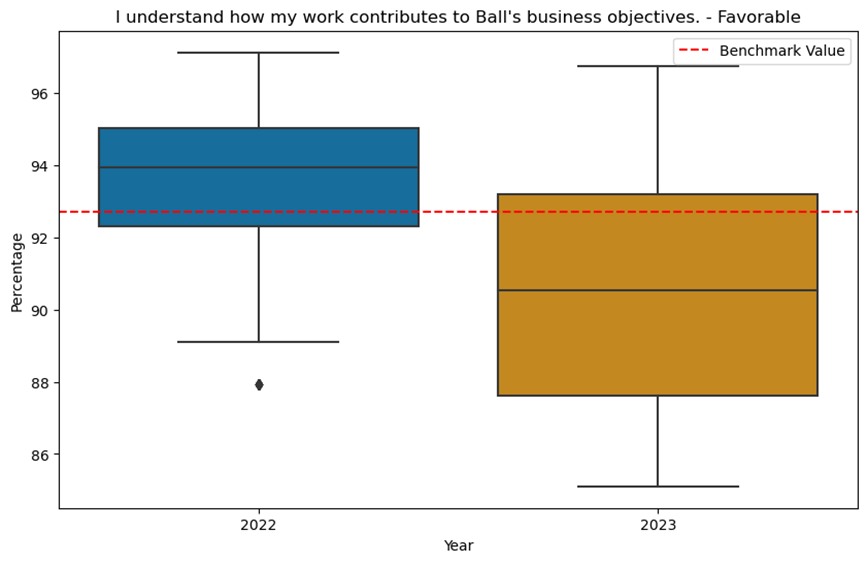 I understand how my work contributes to Ball's business objectives. - Favorable
Benchmark Value
96
94
92
90
88
86
Percentage
2022
2023
Year